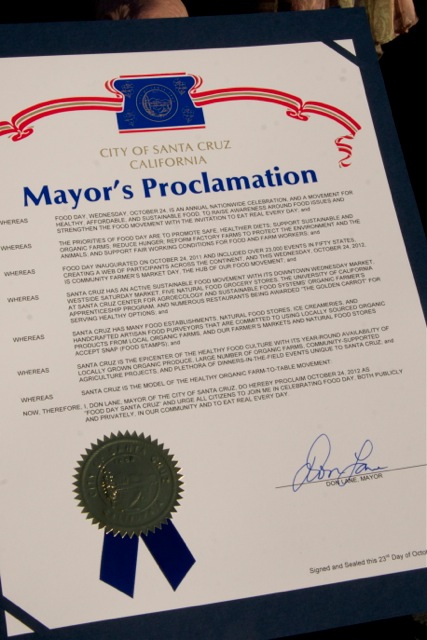 CITY OF SANTA CRUZ
CALIFORNIA
Mayor's Proclamation
WHEREAS FOOD DAY, WEDNESDAY, OCTOBER 24, IS AN ANNUAL NATIONWIDE CELEBRATION, AND A MOVEMENT FOR
HEALTHY, AFFORDABLE, AND SUSTAINABLE FOOD, TO RAISE AWARENESS AROUND FOOD ISSUES AND
STRENGTHEN THE FOOD MOVEMENT WITH THE INVITATION TO EAT REAL EVERY DAY; and
WHEREAS THE PRIORITIES OF FOOD DAY ARE TO PROMOTE SAFE, HEALTHIER DIETS; SUPPORT SUSTAINABLE AND
ORGANIC FARMS; REDUCE HUNGER; REFORM FACTORY FARMS TO PROTECT THE ENVIRONMENT AND THE
ANIMALS; AND SUPPORT FAIR WORKING CONDITIONS FOR FOOD AND FARM WORKERS; and
WHEREAS FOOD DAY INAUGURATED ON OCTOBER 24, 2011 AND INCLUDED OVER 23,000 EVENTS IN FIFTY STATES,
CREATING A WEB OF PARTICIPANTS ACROSS THE CONTINENT; AND THIS WEDNESDAY, OCTOBER 24, 2012,
IS COMMUNITY FARMER'S MARKET DAY, THE HUB OF OUR FOOD MOVEMENT; and
WHEREAS SANTA CRUZ HAS AN ACTIVE SUSTAINABLE FOOD MOVEMENT WITH ITS DOWNTOWN WEDNESDAY MARKET,
WESTSIDE SATURDAY MARKET, FIVE NATURAL FOOD GROCERY STORES, THE UNIVERSITY OF CALIFORNIA
AT SANTA CRUZ CENTER FOR AGROECOLOGY AND SUSTAINABLE FOOD SYSTEMS' ORGANIC FARMER'S
APPRENTICESHIP PROGRAM, AND NUMEROUS RESTAURANTS BEING AWARDED "THE GOLDEN CARROT" FOR
SERVING HEALTHY OPTIONS; and
WHEREAS SANTA CRUZ HAS MANY FOOD ESTABLISHMENTS, NATURAL FOOD STORES, ICE CREAMERIES, AND
HANDCRAFTED ARTISAN FOOD PURVEYORS THAT ARE COMMITTED TO USING LOCALLY SOURCED ORGANIC
PRODUCTS FROM LOCAL ORGANIC FARMS, AND OUR FARMER'S MARKETS AND NATURAL FOOD STORES
ACCEPT SNAP (FOOD STAMPS); and
WHEREAS SANTA CRUZ IS THE EPICENTER OF THE HEALTHY FOOD CULTURE WITH ITS YEAR-ROUND AVAILABILITY OF
LOCALLY GROWN ORGANIC PRODUCE, LARGE NUMBER OF ORGANIC FARMS, COMMUNITY-SUPPORTED
AGRICULTURE PROJECTS, AND PLETHORA OF DINNERS-IN-THE-FIELD EVENTS UNIQUE TO SANTA CRUZ; and
WHEREAS SANTA CRUZ IS THE MODEL OF THE HEALTHY ORGANIC FARM-TO-TABLE MOVEMENT.
NOW, THEREFORE, I, DON LANE, MAYOR OF THE CITY OF SANTA CRUZ, DO HEREBY PROCLAIM OCTOBER 24, 2012 AS
"FOOD DAY SANTA CRUZ" AND URGE ALL CITIZENS TO JOIN ME IN CELEBRATING FOOD DAY, BOTH PUBLICLY
AND PRIVATELY, IN OUR COMMUNITY AND TO EAT REAL EVERY DAY.
Don Lane
DON LANE, MAYOR
Signed and Sealed this 23rd Day of Octo